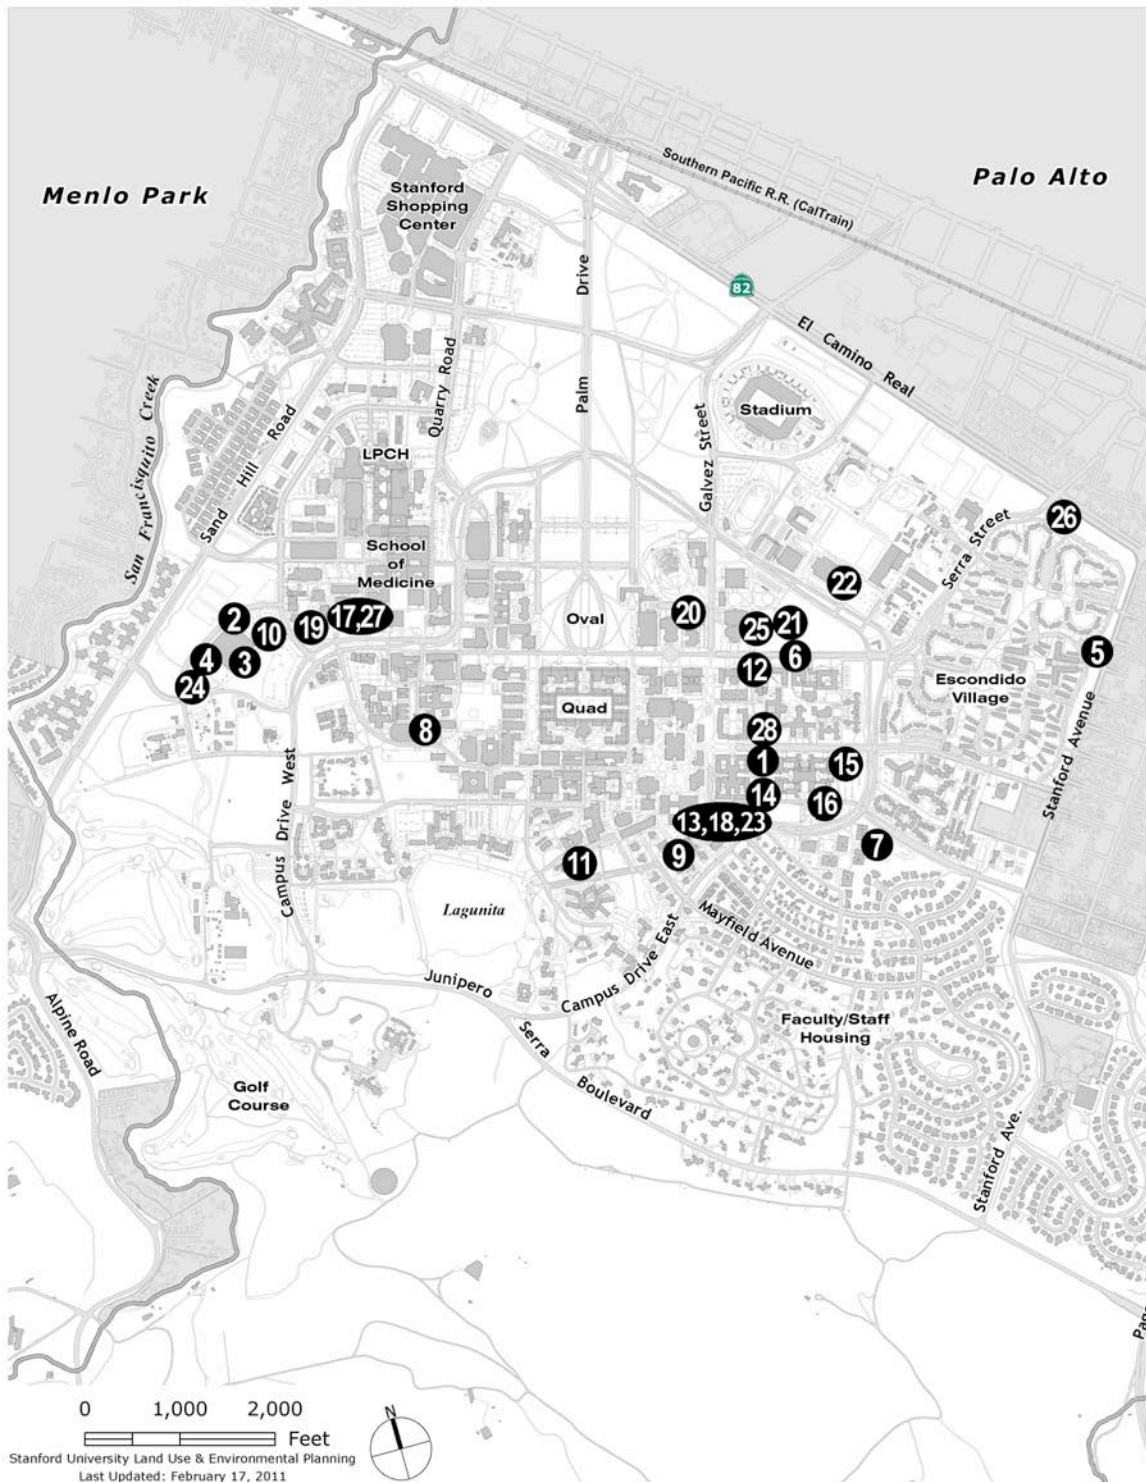 Menlo Park
Palo Alto
Southern Pacific R.R. (CalTrain)
Stanford
Shopping
Center
Palm Drive
82
El Camino Real
Quarry Road
San Francisquito Creek
Sand Hill Road
Stadium
Galvez Street
LPCH
School
of
Medicine
Serra Street
26
22
2
10
19
17,27
Oval
20
25
21
4
3
24
12
6
5
Escondido
Village
Quad
8
28
1
15
14
16
13,18,23
Stanford Avenue
Campus Drive West
11
9
7
Lagunita
Mayfield Avenue
Campus Drive East
Junipero
Serra
Boulevard
Faculty/Staff
Housing
Alpine Road
Golf
Course
Stanford Ave.
N
0 1,000 2,000
Feet
Stanford University Land Use & Environmental Planning
Last Updated: February 17, 2011